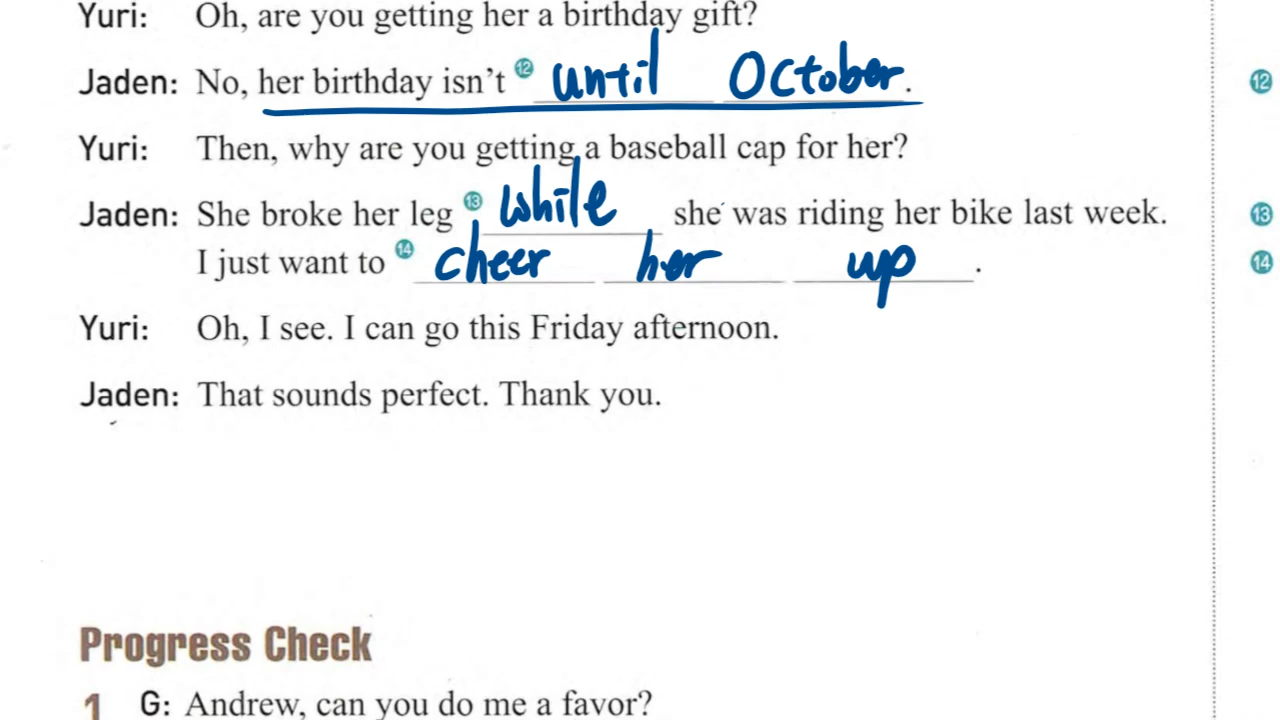 Yuri: Oh, are you getting her a birthday gift?
Jaden: No, her birthday isn't ⑫ until October. ⑫
Yuri: Then, why are you getting a baseball cap for her?
Jaden: She broke her leg ⑬ while she was riding her bike last week. ⑬
I just want to ⑭ cheer her up. ⑭
Yuri: Oh, I see. I can go this Friday afternoon.
Jaden: That sounds perfect. Thank you.
Progress Check
1 G: Andrew, can you do me a favor?